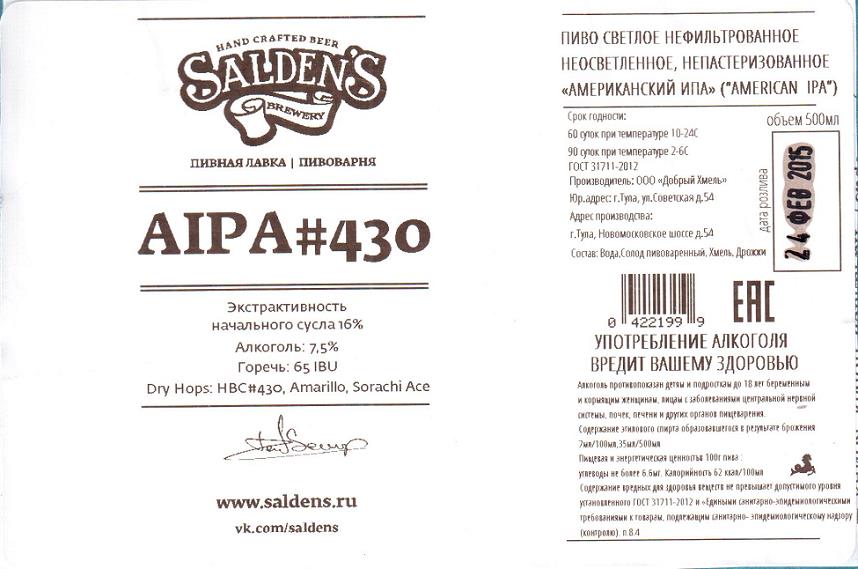 HAND CRAFTED BEER
SALDEN'S
BREWERY
ПИВНАЯ ЛАВКА | ПИВОВАРНЯ
AIPA#430
Экстрактивность
начального сусла 16%
Алкоголь: 7,5%
Горечь: 65 IBU
Dry Hops: HBC#430, Amarillo, Sorachi Ace
www.saldens.ru
vk.com/saldens
ПИВО СВЕТЛОЕ НЕФИЛЬТРОВАННОЕ
НЕОСВЕТЛЕННОЕ, НЕПАСТЕРИЗОВАННОЕ
«АМЕРИКАНСКИЙ ИПА» ("AMERICAN IPA")
Срок годности:
60 суток при температуре 10-24С
90 суток при температуре 2-6С
ГОСТ 31711-2012
Производитель: ООО «Добрый Хмель»
Юр.адрес: г.Тула, ул.Советская д.54
Адрес производства:
г.Тула, Новомосковское шоссе д.54
Состав: Вода,Солод пивоваренный, Хмель, Дрожжи
объем 500мл
дата розлива
24 ФЕВ 2015
0 422199 9
EAC
УПОТРЕБЛЕНИЕ АЛКОГОЛЯ
ВРЕДИТ ВАШЕМУ ЗДОРОВЬЮ
Алкоголь противопоказан детям и подросткам до 18 лет беременным
и кормящим женщинам, лицам с заболеваниями центральной нервной
системы, почек, печени и других органов пищеварения.
Содержание этилового спирта образовавшегося в результате брожения
7мл/100мл,35мл/500мл
Пищевая и энергетическая ценностьв 100г пива :
углеводы не более 6.6мг. Калорийность 62 ккал/100мл
Содержание вредных для здоровья веществ не превышает допустимого уровня
установленного ГОСТ 31711-2012 и «Едиными санитарно-эпидемиологическими
требованиями к товарам, подлежащим санитарно- эпидемиологическому надзору
(контролю). п.8.4